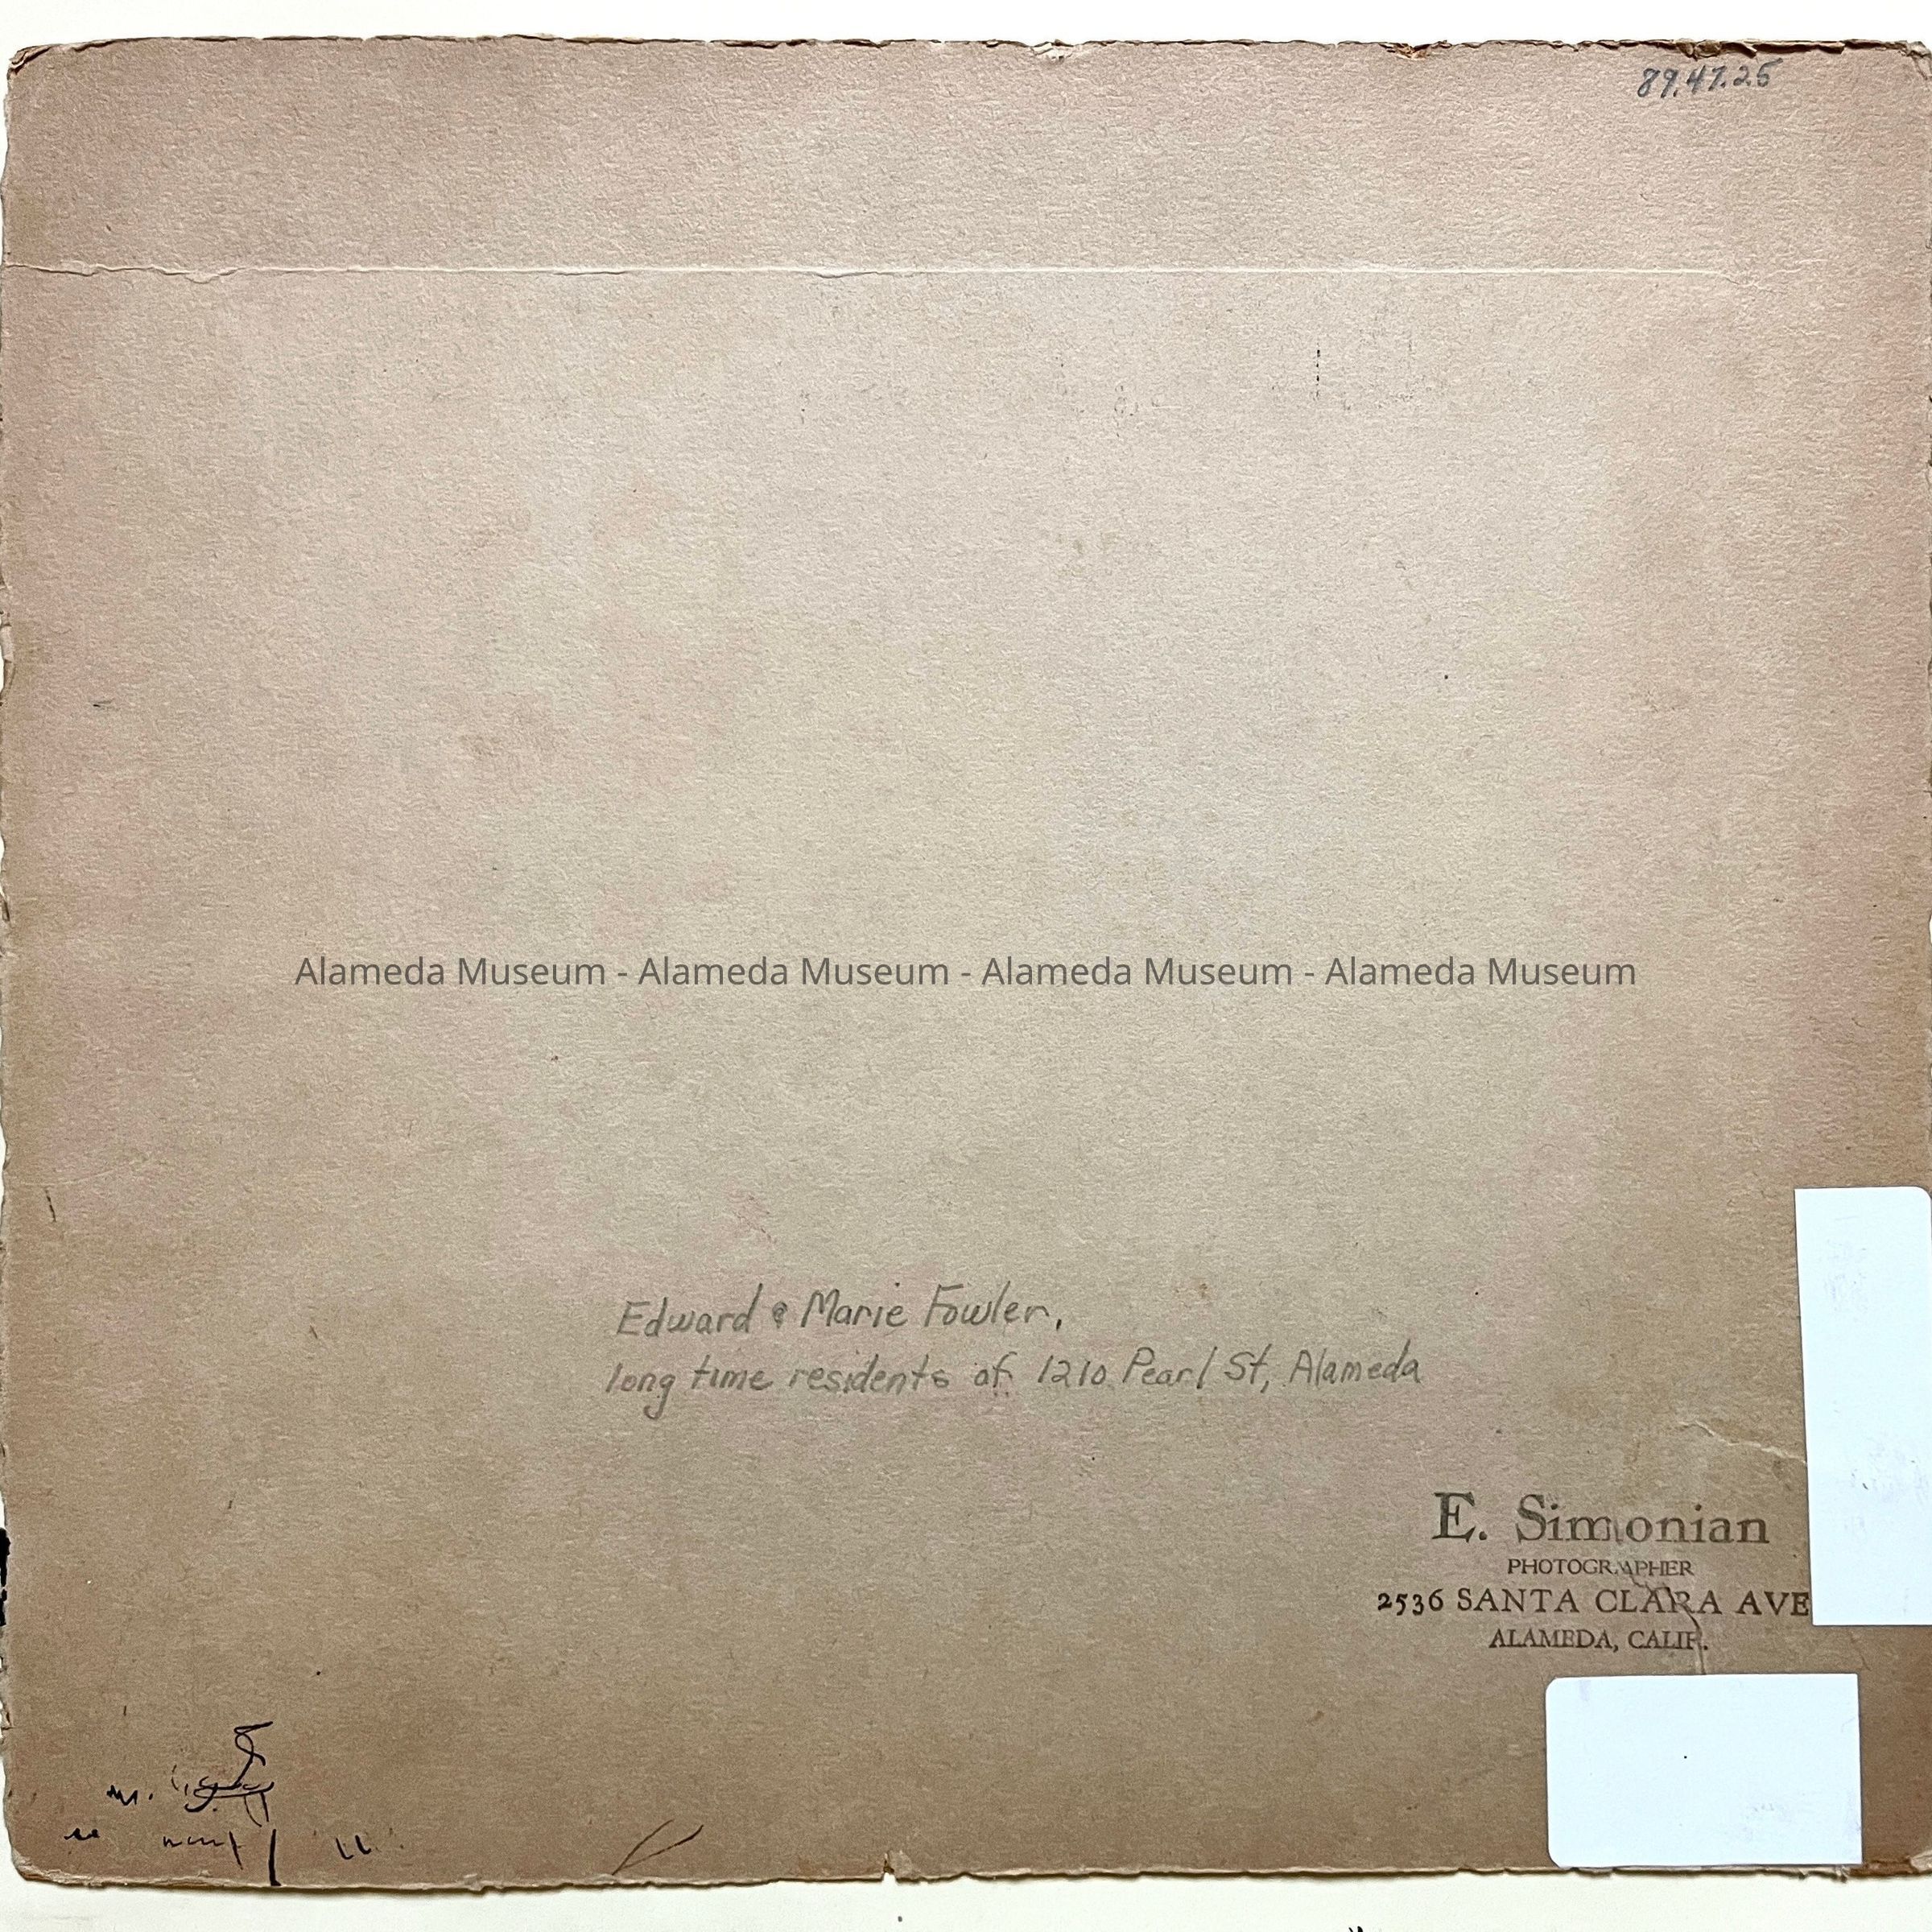 89.47.25
Alameda Museum - Alameda Museum - Alameda Museum - Alameda Museum
Edward & Marie Fowler,
long time residents of 1210 Pearl St, Alameda
E. Simonian
PHOTOGRAPHER
2536 SANTA CLARA AVE
ALAMEDA, CALIF.